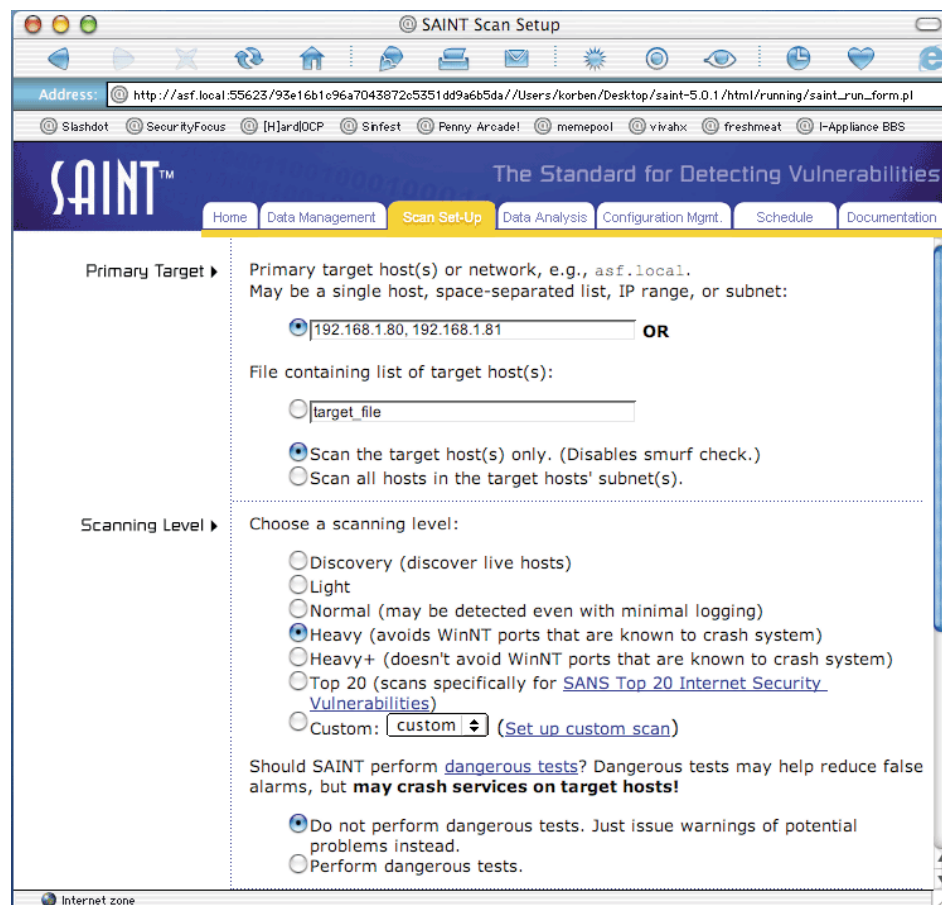 SAINT Scan Setup
Address: http://asf.local:55623/93e16b1c96a7043872c5351dd9a6b5da//Users/korben/Desktop/saint-5.0.1/html/running/saint_run_form.pl
Slashdot SecurityFocus [H]ard|OCP Sinfest Penny Arcade! memepool vivahx freshmeat I-Appliance BBS
SAINT™
The Standard for Detecting Vulnerabilities
Home Data Management Scan Set-Up Data Analysis Configuration Mgmt. Schedule Documentation
Primary Target
Primary target host(s) or network, e.g., asf.local.
May be a single host, space-separated list, IP range, or subnet:
192.168.1.80, 192.168.1.81 OR
File containing list of target host(s):
target_file
Scan the target host(s) only. (Disables smurf check.)
Scan all hosts in the target hosts' subnet(s).
Scanning Level
Choose a scanning level:
Discovery (discover live hosts)
Light
Normal (may be detected even with minimal logging)
Heavy (avoids WinNT ports that are known to crash system)
Heavy+ (doesn't avoid WinNT ports that are known to crash system)
Top 20 (scans specifically for SANS Top 20 Internet Security
Vulnerabilities)
Custom: custom (Set up custom scan)
Should SAINT perform dangerous tests? Dangerous tests may help reduce false
alarms, but may crash services on target hosts!
Do not perform dangerous tests. Just issue warnings of potential
problems instead.
Perform dangerous tests.
Internet zone